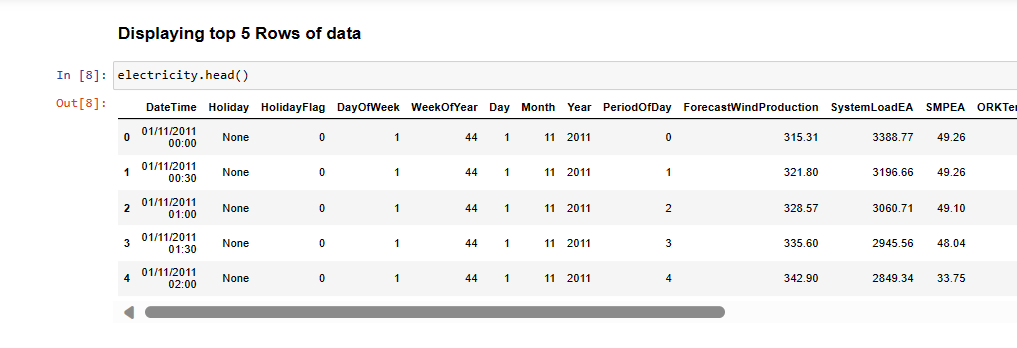 Displaying top 5 Rows of data
In [8]: electricity.head()
Out[8]:
DateTime Holiday HolidayFlag DayOfWeek WeekOfYear Day Month Year PeriodOfDay ForecastWindProduction SystemLoadEA SMPEA ORKTer
0 01/11/2011 00:00 None 0 1 44 1 11 2011 0 315.31 3388.77 49.26
1 01/11/2011 00:30 None 0 1 44 1 11 2011 1 321.80 3196.66 49.26
2 01/11/2011 01:00 None 0 1 44 1 11 2011 2 328.57 3060.71 49.10
3 01/11/2011 01:30 None 0 1 44 1 11 2011 3 335.60 2945.56 48.04
4 01/11/2011 02:00 None 0 1 44 1 11 2011 4 342.90 2849.34 33.75